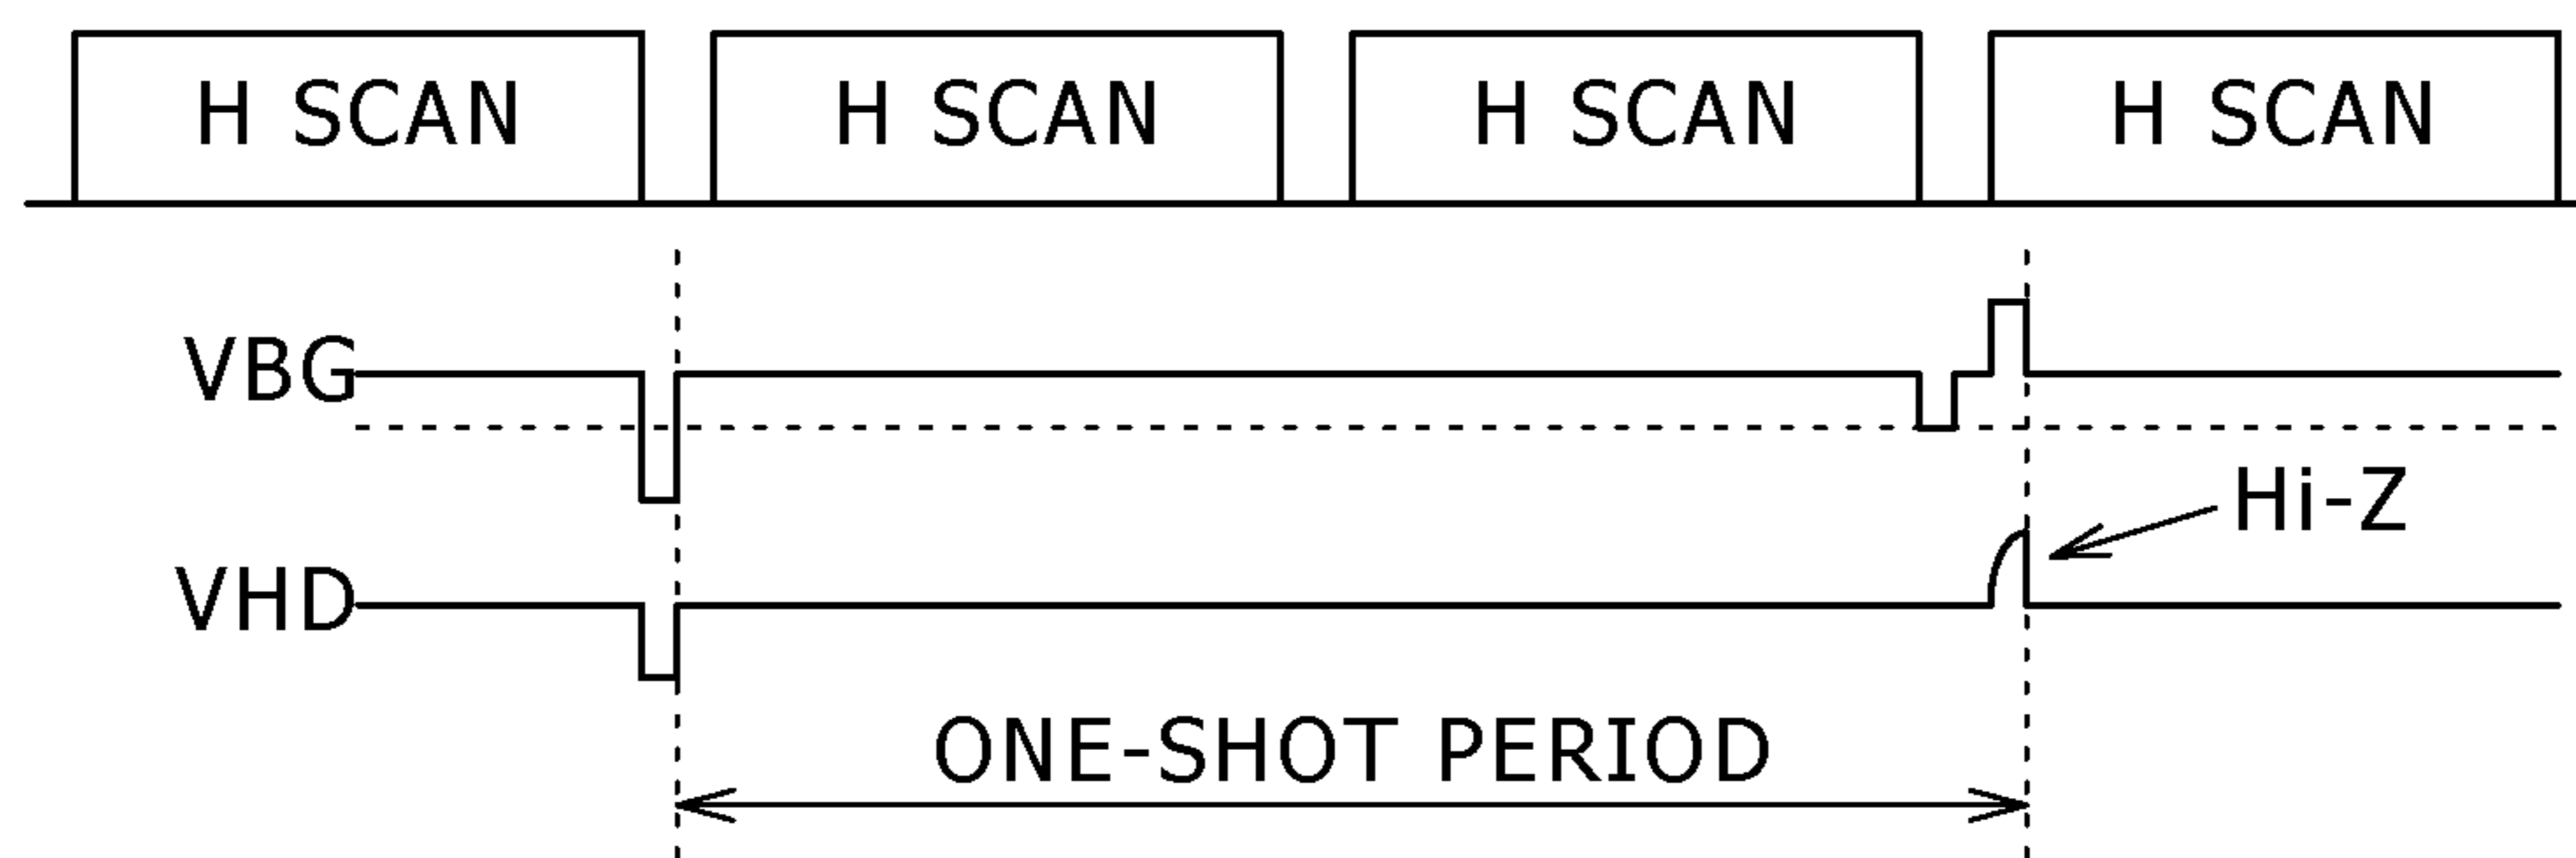 H SCAN H SCAN H SCAN H SCAN
VBG
Hi-Z
VHD
ONE-SHOT PERIOD